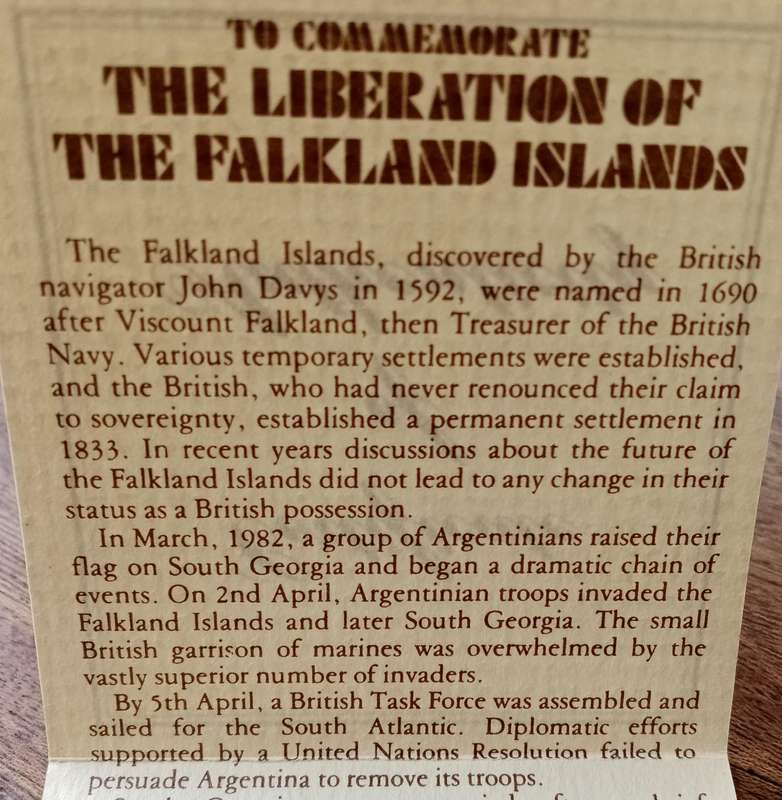 TO COMMEMORATE
THE LIBERATION OF
THE FALKLAND ISLANDS
The Falkland Islands, discovered by the British
navigator John Davys in 1592, were named in 1690
after Viscount Falkland, then Treasurer of the British
Navy. Various temporary settlements were established,
and the British, who had never renounced their claim
to sovereignty, established a permanent settlement in
1833. In recent years discussions about the future of
the Falkland Islands did not lead to any change in their
status as a British possession.
In March, 1982, a group of Argentinians raised their
flag on South Georgia and began a dramatic chain of
events. On 2nd April, Argentinian troops invaded the
Falkland Islands and later South Georgia. The small
British garrison of marines was overwhelmed by the
vastly superior number of invaders.
By 5th April, a British Task Force was assembled and
sailed for the South Atlantic. Diplomatic efforts
supported by a United Nations Resolution failed to
persuade Argentina to remove its troops.